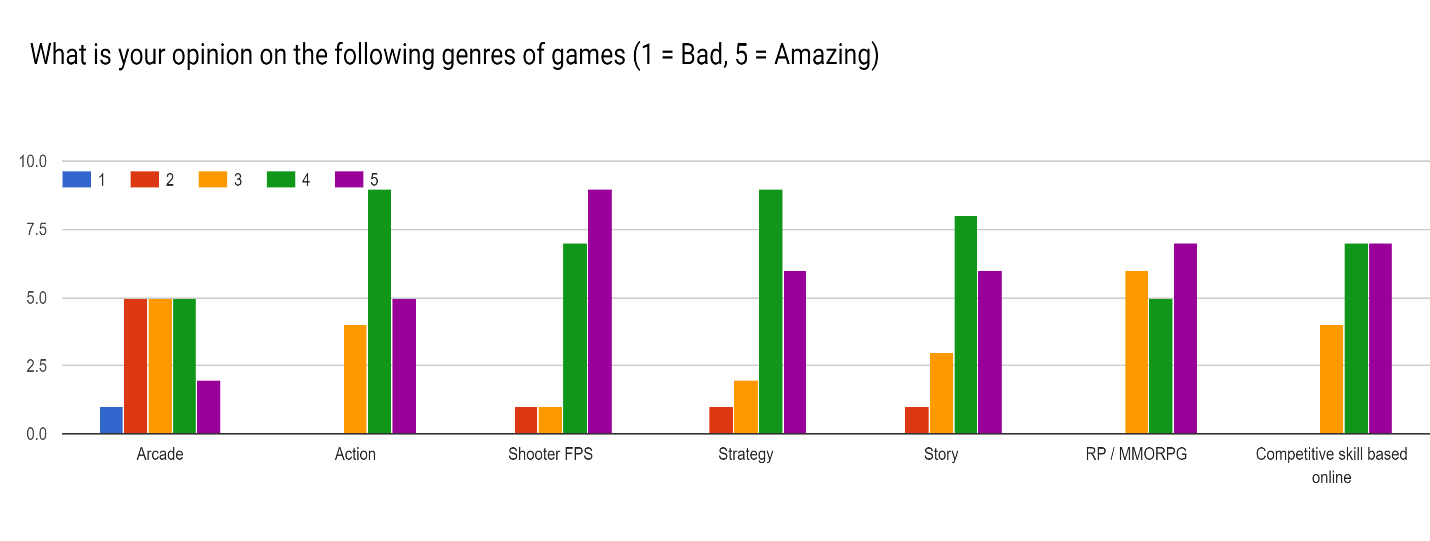 What is your opinion on the following genres of games (1 = Bad, 5 = Amazing)
10.0
1 2 3 4 5
7.5
5.0
2.5
0.0
Arcade Action Shooter FPS Strategy Story RP / MMORPG Competitive skill based
online